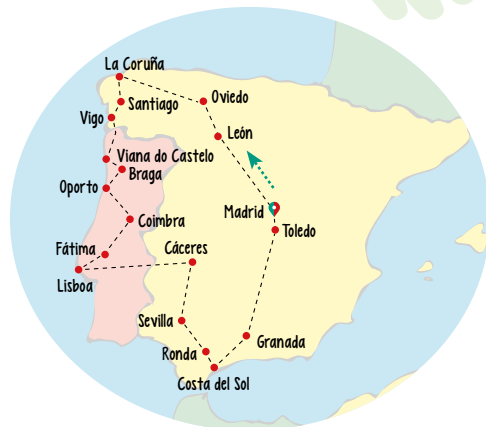 La Coruña
Oviedo
Santiago
Vigo
León
Viana do Castelo
Braga
Oporto
Madrid
Coimbra
Toledo
Fátima
Cáceres
Lisboa
Sevilla
Granada
Ronda
Costa del Sol